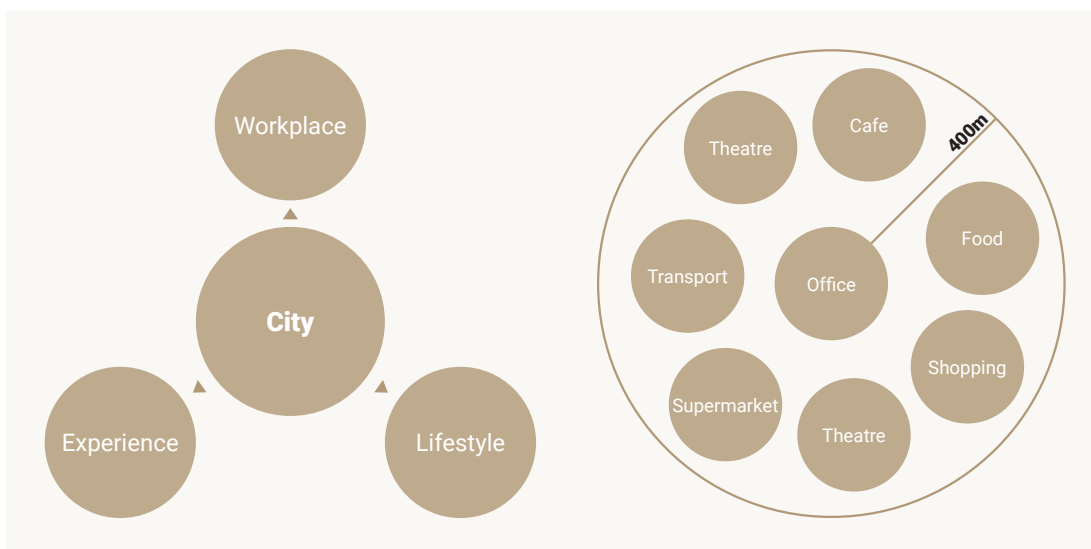 Workplace
City
Experience
Lifestyle
Theatre
Cafe
400m
Food
Transport
Office
Shopping
Supermarket
Theatre